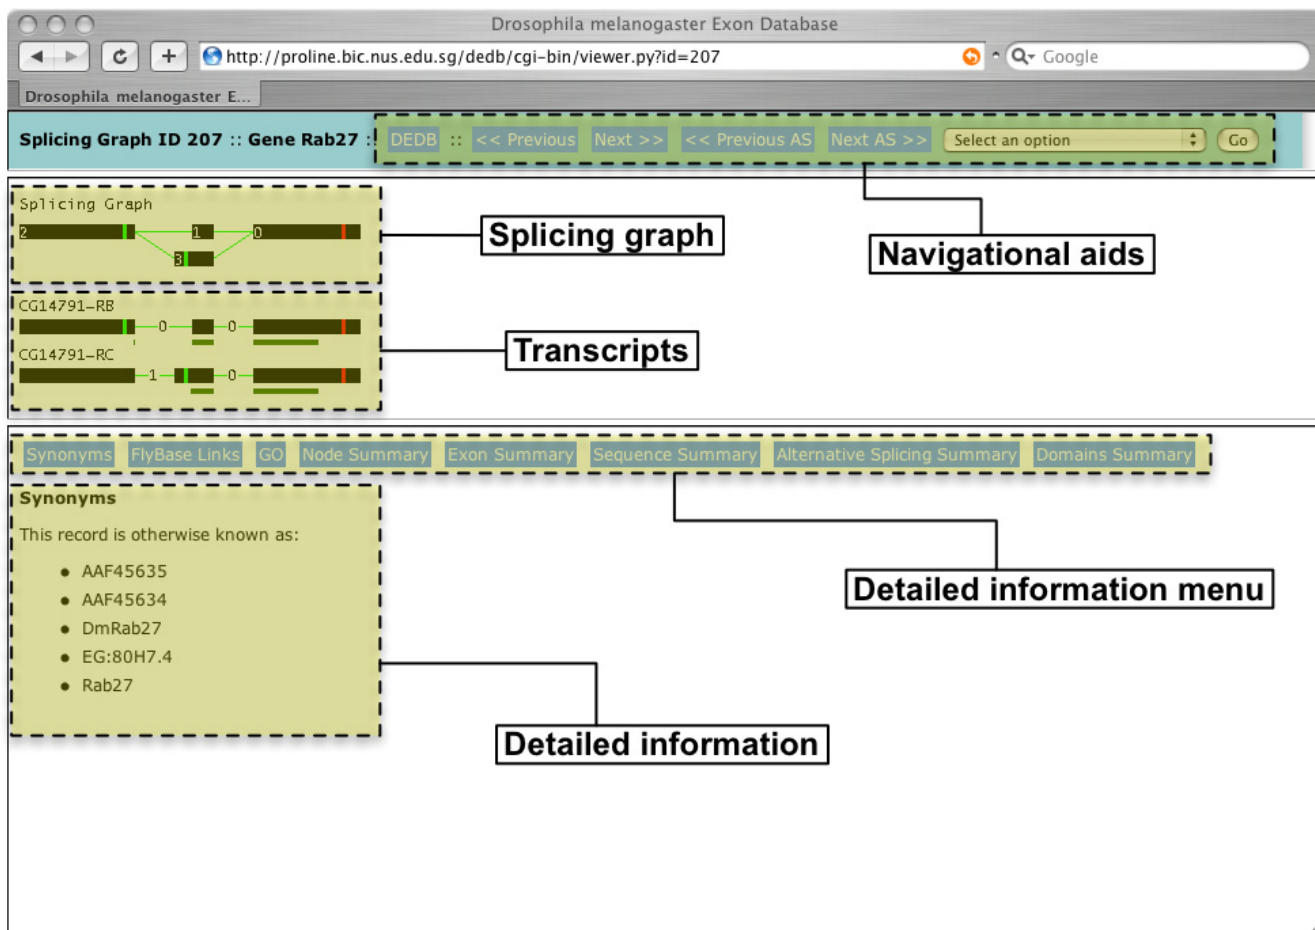 Drosophila melanogaster Exon Database
http://proline.bic.nus.edu.sg/dedb/cgi-bin/viewer.py?id=207
Google
Drosophila melanogaster E...
Splicing Graph ID 207 :: Gene Rab27 :: DEDB :: << Previous Next >> << Previous AS Next AS >> Select an option Go
Splicing Graph
2 1 0
3
Splicing graph
Navigational aids
CG14791-RB
0 0
CG14791-RC
1 0
Transcripts
Synonyms FlyBase Links GO Node Summary Exon Summary Sequence Summary Alternative Splicing Summary Domains Summary
Synonyms
This record is otherwise known as:
• AAF45635
• AAF45634
• DmRab27
• EG:80H7.4
• Rab27
Detailed information menu
Detailed information